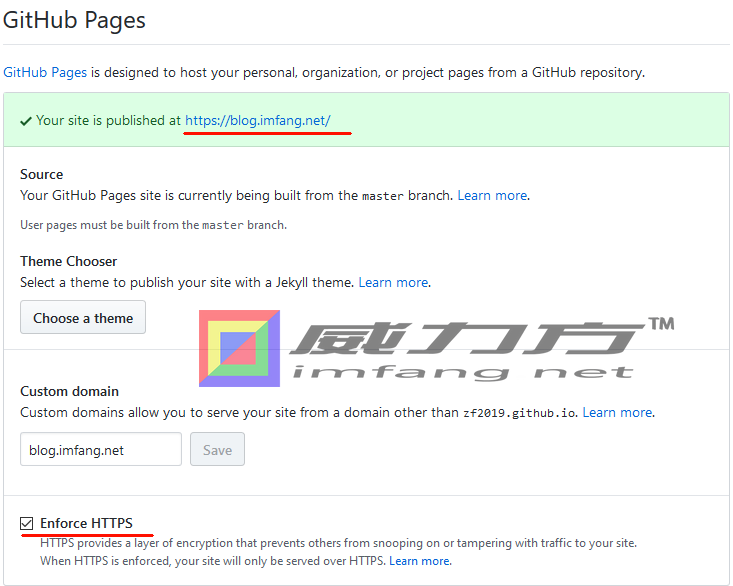 GitHub Pages
GitHub Pages is designed to host your personal, organization, or project pages from a GitHub repository.
Your site is published at https://blog.imfang.net/
Source
Your GitHub Pages site is currently being built from the master branch. Learn more.
User pages must be built from the master branch.
Theme Chooser
Select a theme to publish your site with a Jekyll theme. Learn more.
Choose a theme
威力方™
imfang net
Custom domain
Custom domains allow you to serve your site from a domain other than zf2019.github.io. Learn more.
blog.imfang.net
Save
Enforce HTTPS
HTTPS provides a layer of encryption that prevents others from snooping on or tampering with traffic to your site.
When HTTPS is enforced, your site will only be served over HTTPS. Learn more.